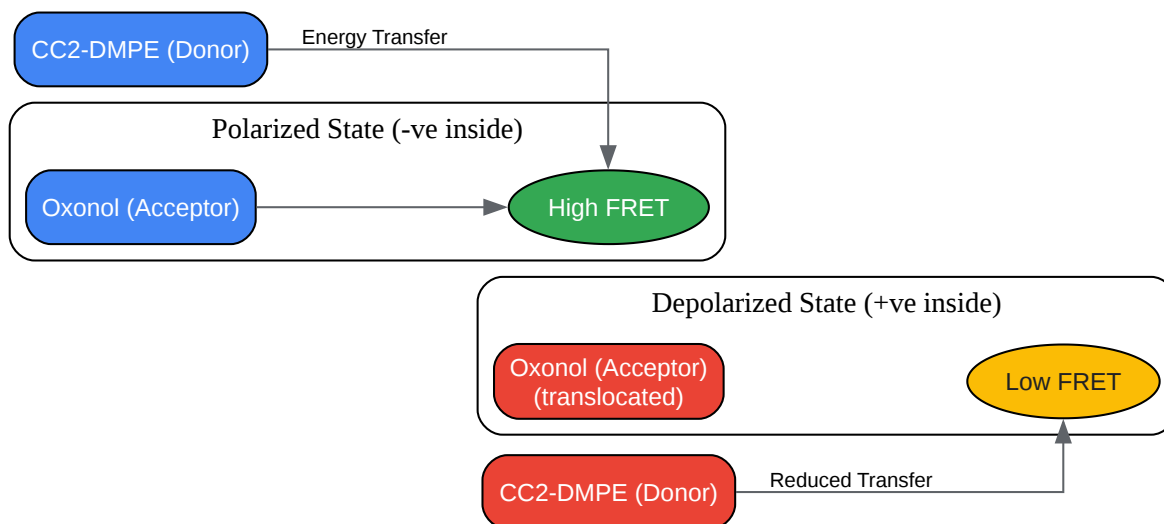 CC2-DMPE (Donor)
Energy Transfer
Polarized State (-ve inside)
Oxonol (Acceptor)
High FRET
Depolarized State (+ve inside)
Oxonol (Acceptor)
(translocated)
Low FRET
CC2-DMPE (Donor)
Reduced Transfer